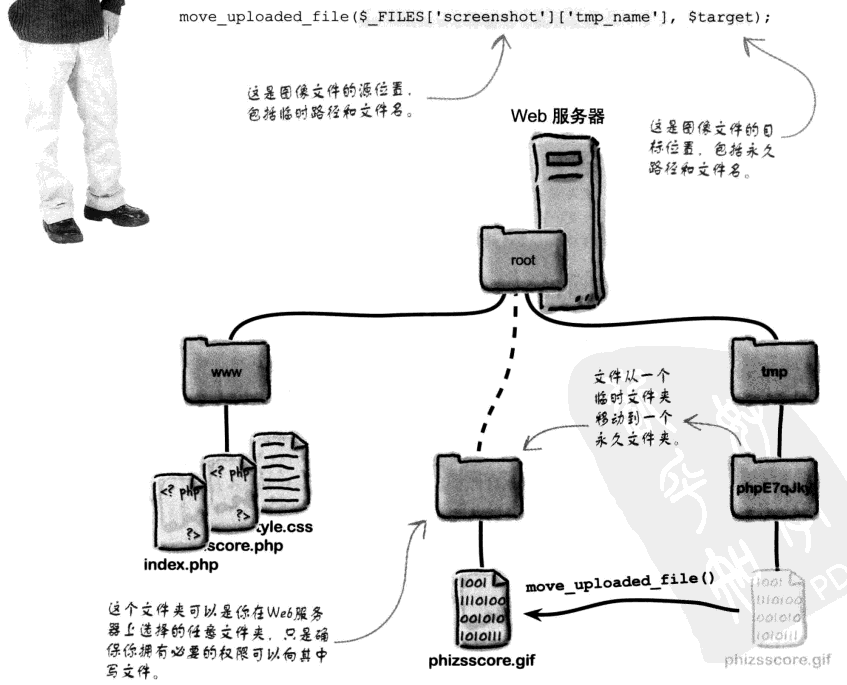 move_uploaded_file($_FILES['screenshot']['tmp_name'], $target);
这是图像文件的源位置，
包括临时路径和文件名。
Web 服务器
这是图像文件的目
标位置，包括永久
路径和文件名。
root
www
tmp
文件从一个
临时文件夹
移动到一个
永久文件夹。
phpE7qJky
<? php
?>
<? php
?>
yle.css
score.php
index.php
1001
1110100
001010
1010111
move_uploaded_file()
1001
1110100
001010
1010111
这个文件夹可以是你在Web服务
器上选择的任意文件夹，只是确
保你拥有必要的权限可以向其中
写文件。
phizsscore.gif
phizsscore.gif
PD